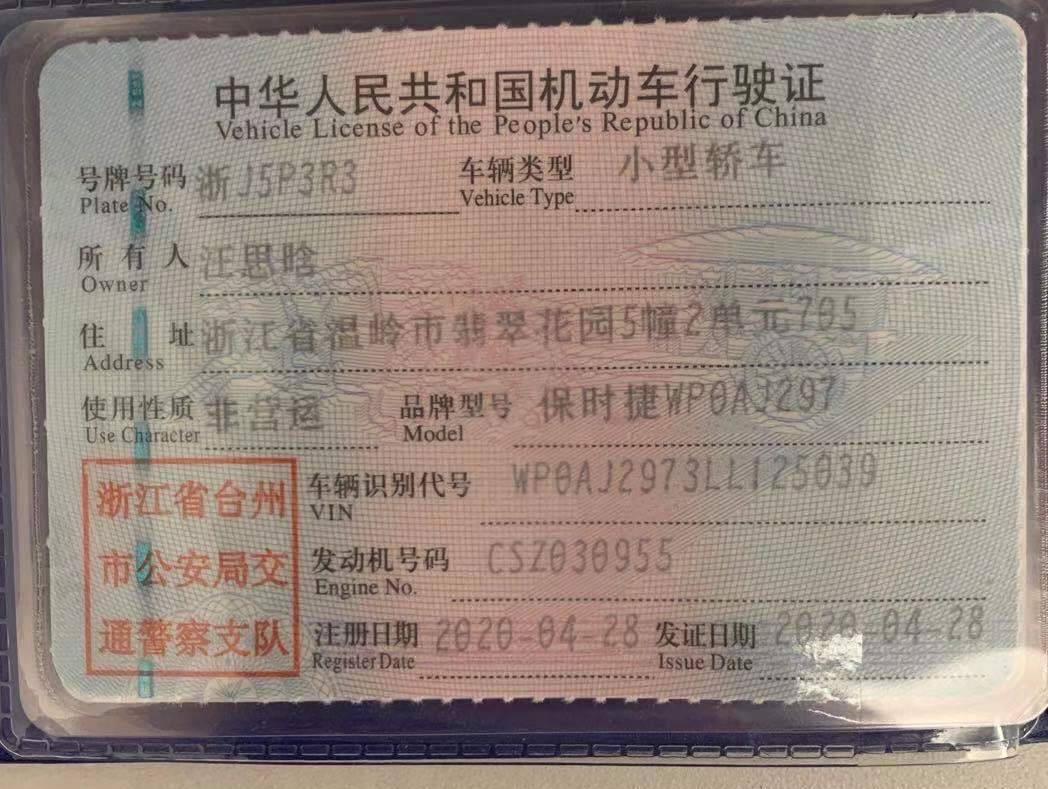 中华人民共和国机动车行驶证
Vehicle License of the People's Republic of China
号牌号码 浙J5P3R3 车辆类型 小型轿车
Plate No. Vehicle Type
所有人 汪思晗
Owner
住址 浙江省温岭市翡翠花园5幢2单元705
Address
使用性质 非营运 品牌型号 保时捷WP0AJ297
Use Character Model
浙江省台州
市公安局交
通警察支队
车辆识别代号 WP0AJ2973LL125039
VIN
发动机号码 CSZ030955
Engine No.
注册日期 2020-04-28 发证日期 2020-04-28
Register Date Issue Date